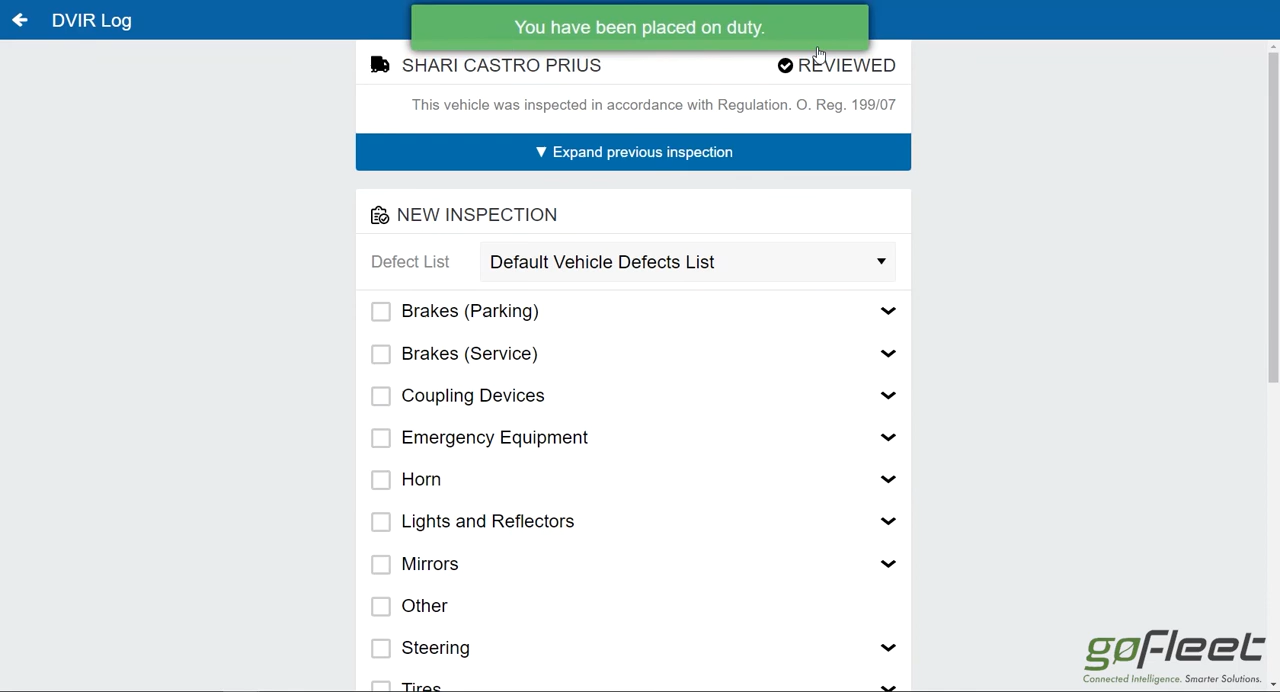 DVIR Log
You have been placed on duty.
SHARI CASTRO PRIUS
REVIEWED
This vehicle was inspected in accordance with Regulation. O. Reg. 199/07
▼ Expand previous inspection
NEW INSPECTION
Defect List
Default Vehicle Defects List
Brakes (Parking)
Brakes (Service)
Coupling Devices
Emergency Equipment
Horn
Lights and Reflectors
Mirrors
Other
Steering
Tires
goFleet
Connected Intelligence. Smarter Solutions.